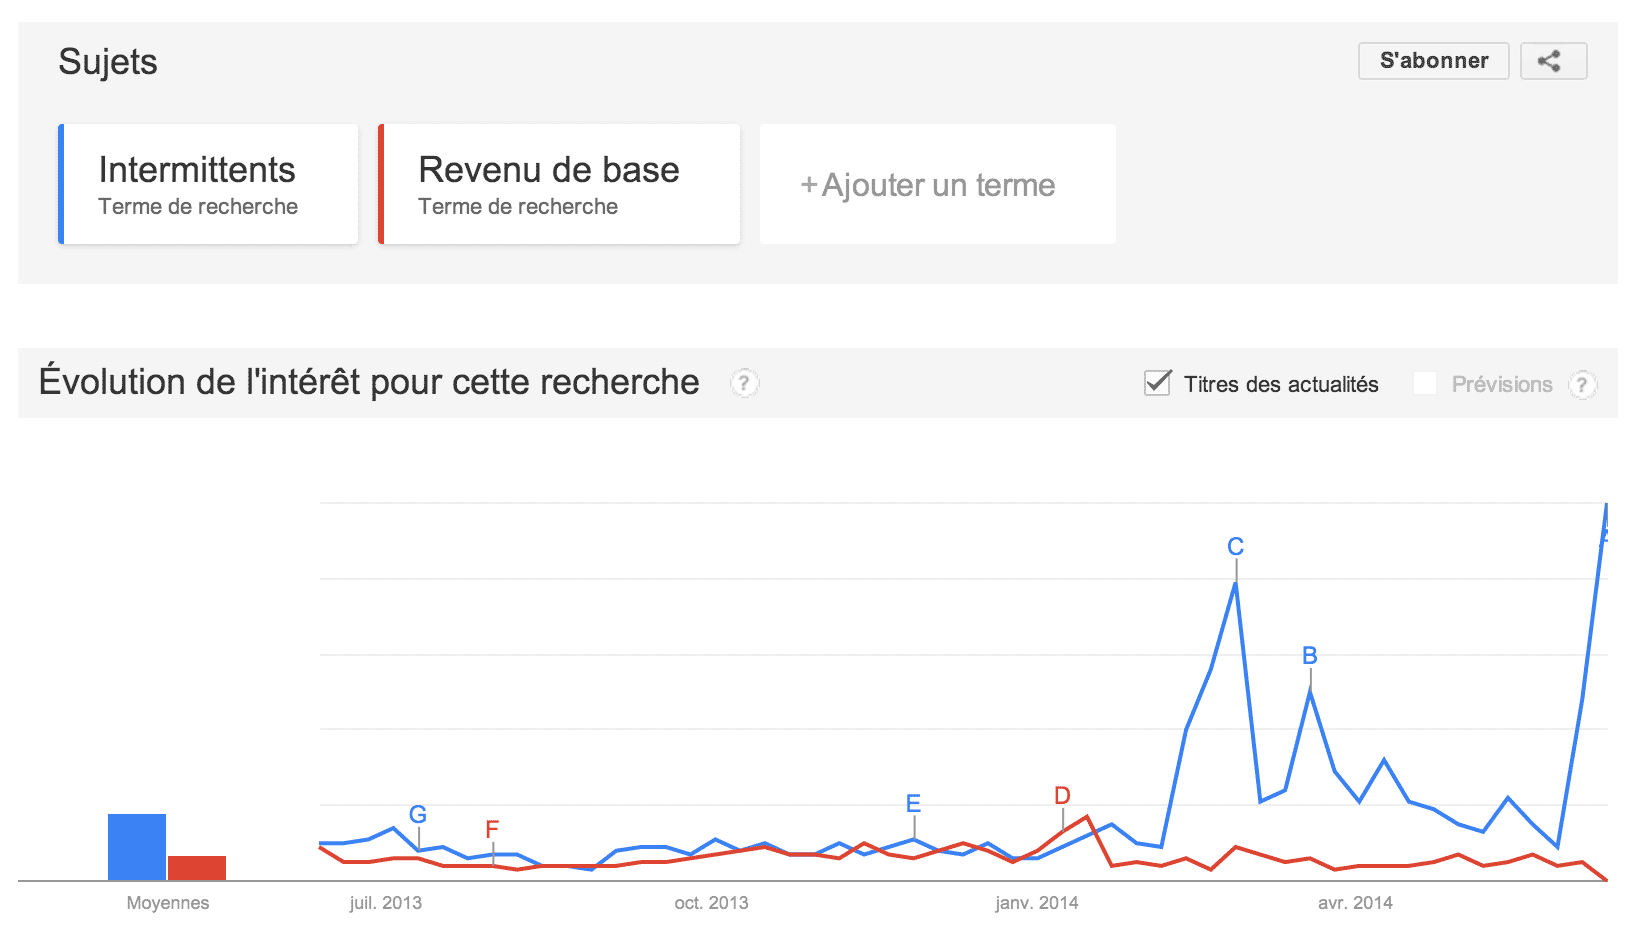 Sujets
S'abonner
Intermittents
Terme de recherche
Revenu de base
Terme de recherche
+Ajouter un terme
Évolution de l'intérêt pour cette recherche
?
Titres des actualités
Prévisions
?
C
B
G
F
E
D
Moyennes
juil. 2013
oct. 2013
janv. 2014
avr. 2014